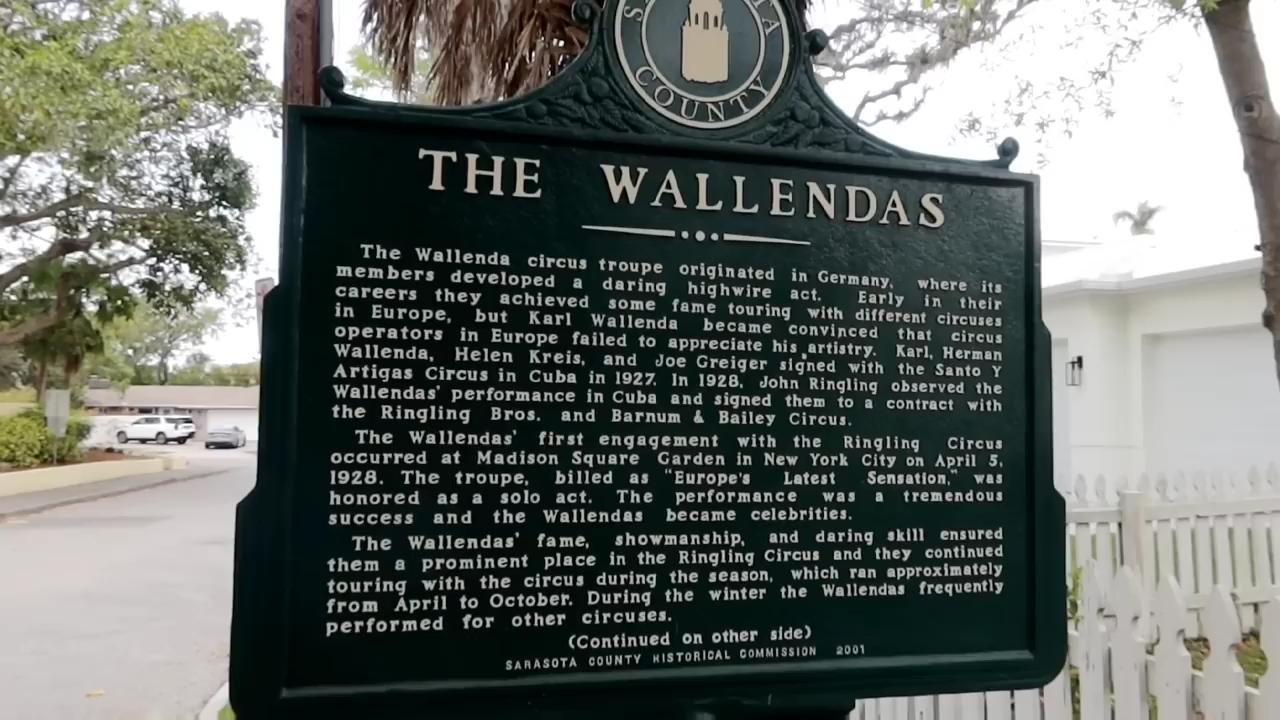 SARASOTA
COUNTY
THE WALLENDAS
The Wallenda circus troupe originated in Germany, where its
members developed a daring highwire act. Early in their
careers they achieved some fame touring with different circuses
in Europe, but Karl Wallenda became convinced that circus
operators in Europe failed to appreciate his artistry. Karl, Herman
Wallenda, Helen Kreis, and Joe Greiger signed with the Santo Y
Artigas Circus in Cuba in 1927. In 1928, John Ringling observed the
Wallendas' performance in Cuba and signed them to a contract with
the Ringling Bros. and Barnum & Bailey Circus.
The Wallendas' first engagement with the Ringling Circus
occurred at Madison Square Garden in New York City on April 5,
1928. The troupe, billed as "Europe's Latest Sensation," was
honored as a solo act. The performance was a tremendous
success and the Wallendas became celebrities.
The Wallendas' fame, showmanship, and daring skill ensured
them a prominent place in the Ringling Circus and they continued
touring with the circus during the season, which ran approximately
from April to October. During the winter the Wallendas frequently
performed for other circuses.
(Continued on other side)
SARASOTA COUNTY HISTORICAL COMMISSION 2001